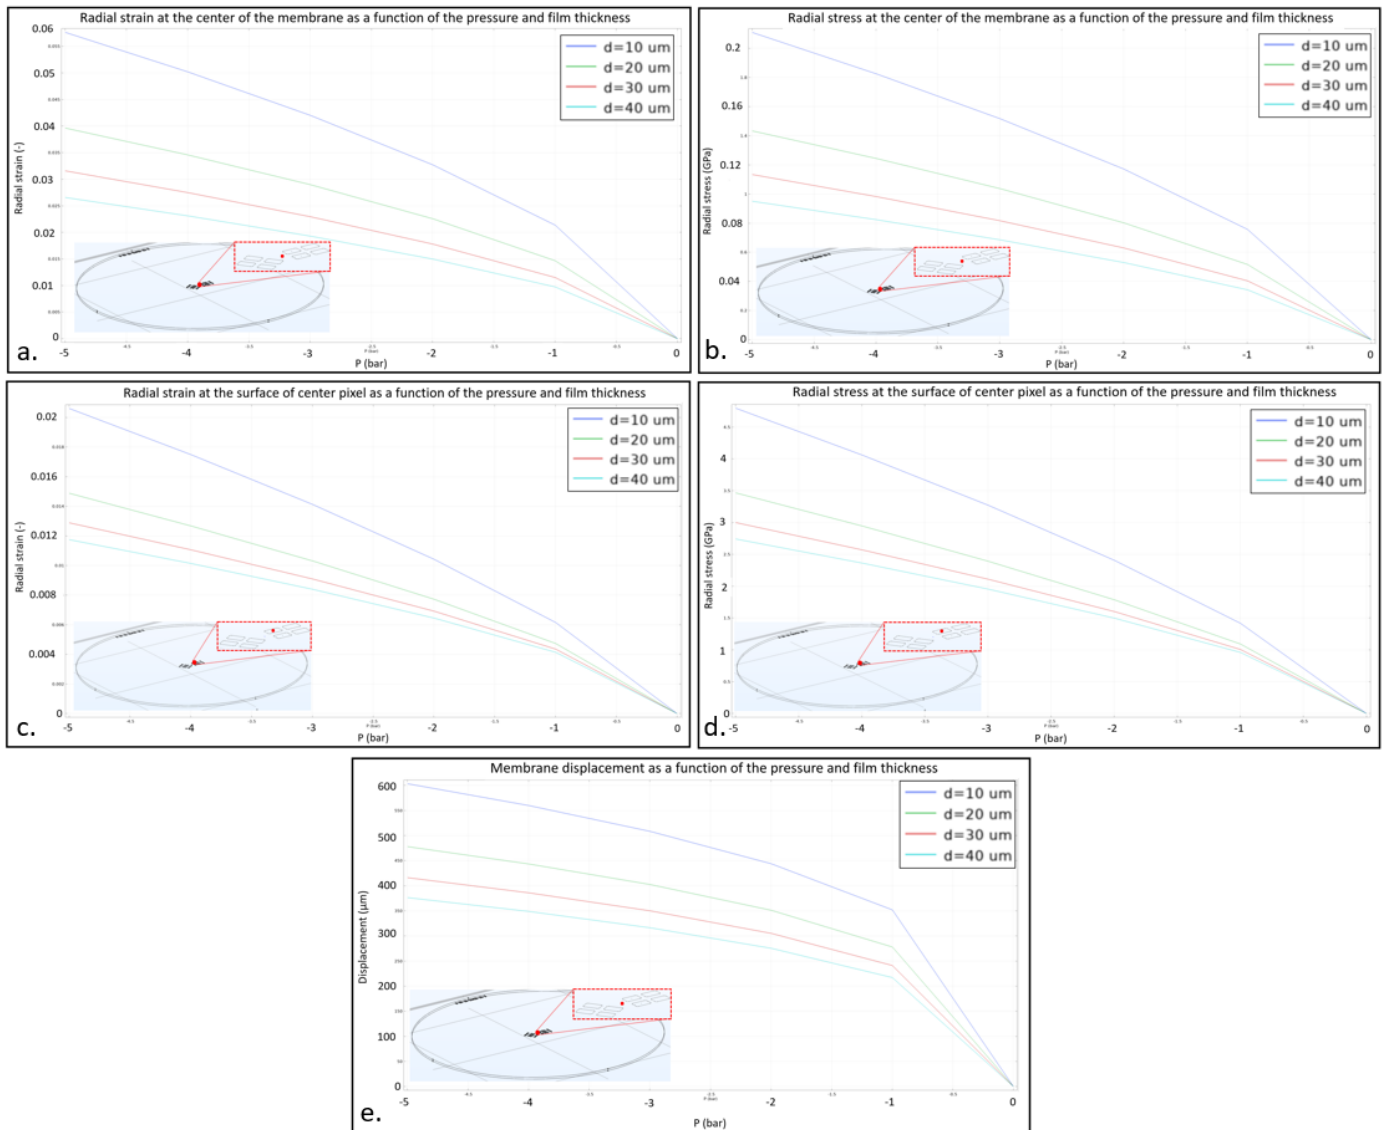 Radial strain at the center of the membrane as a function of the pressure and film thickness
0.06
0.05
0.04
0.03
0.02
0.01
0
Radial strain (-)
d=10 um
d=20 um
d=30 um
d=40 um
-5
-4
-3
-2
-1
0
P (bar)
a.
Radial stress at the center of the membrane as a function of the pressure and film thickness
0.2
0.16
0.12
0.08
0.04
0
Radial stress (GPa)
d=10 um
d=20 um
d=30 um
d=40 um
-5
-4
-3
-2
-1
0
P (bar)
b.
Radial strain at the surface of center pixel as a function of the pressure and film thickness
0.02
0.016
0.012
0.008
0.004
0
Radial strain (-)
d=10 um
d=20 um
d=30 um
d=40 um
-5
-4
-3
-2
-1
0
P (bar)
c.
Radial stress at the surface of center pixel as a function of the pressure and film thickness
4
3
2
1
0
Radial stress (GPa)
d=10 um
d=20 um
d=30 um
d=40 um
-5
-4
-3
-2
-1
0
P (bar)
d.
Membrane displacement as a function of the pressure and film thickness
600
500
400
300
200
100
0
Displacement (µm)
d=10 um
d=20 um
d=30 um
d=40 um
-5
-4
-3
-2
-1
0
P (bar)
e.